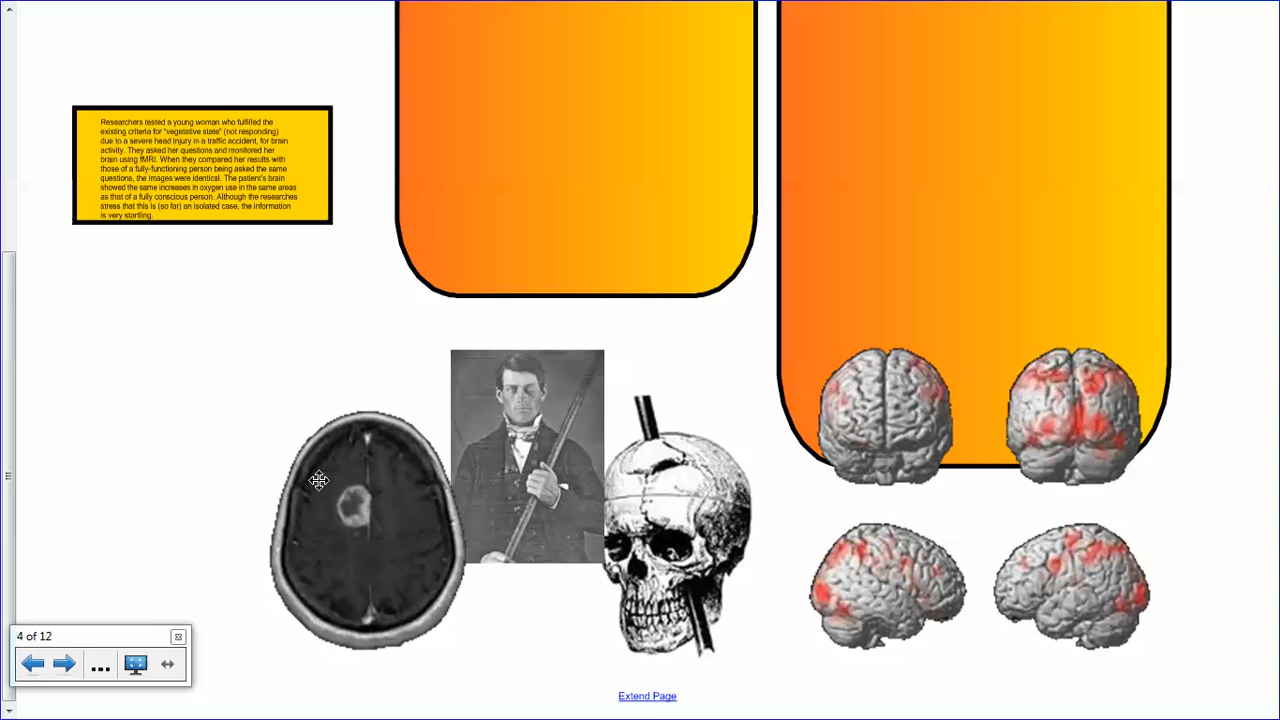 Researchers tested a young woman who fulfilled the
existing criteria for "vegetative state" (not responding)
due to a severe head injury in a traffic accident, for brain
activity. They asked her questions and monitored her
brain using fMRI. When they compared her results with
those of a fully-functioning person being asked the same
questions, the images were identical. The patient's brain
showed the same increases in oxygen use in the same areas
as that of a fully conscious person. Although the researches
stress that this is (so far) an isolated case, the information
is very startling.
4 of 12
...
Extend Page